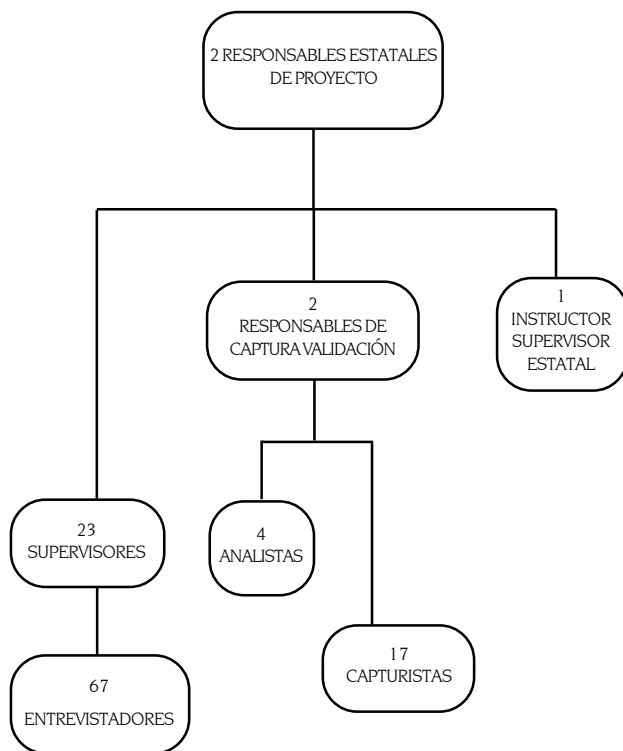 2 RESPONSABLES ESTATALES
DE PROYECTO
2
RESPONSABLES DE
CAPTURA VALIDACIÓN
1
INSTRUCTOR
SUPERVISOR
ESTATAL
23
SUPERVISORES
4
ANALISTAS
17
CAPTURISTAS
67
ENTREVISTADORES